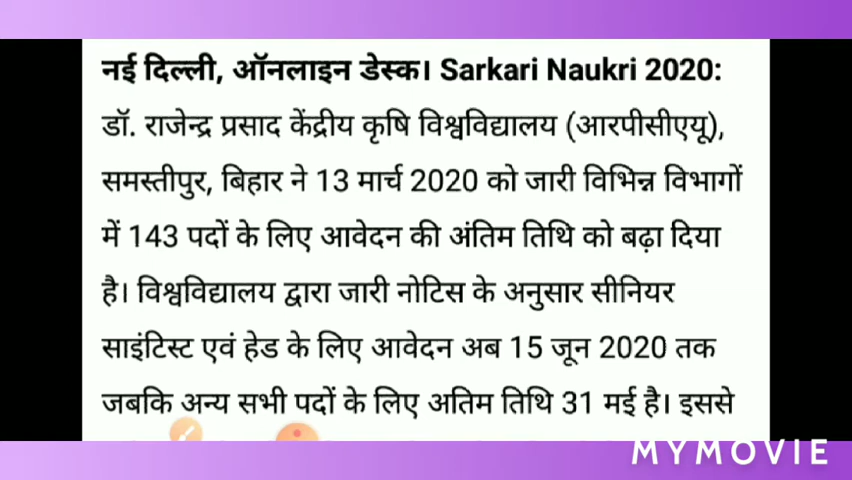 नई दिल्ली, ऑनलाइन डेस्क। Sarkari Naukri 2020:
डॉ. राजेन्द्र प्रसाद केंद्रीय कृषि विश्वविद्यालय (आरपीसीएयू),
समस्तीपुर, बिहार ने 13 मार्च 2020 को जारी विभिन्न विभागों
में 143 पदों के लिए आवेदन की अंतिम तिथि को बढ़ा दिया
है। विश्वविद्यालय द्वारा जारी नोटिस के अनुसार सीनियर
साइंटिस्ट एवं हेड के लिए आवेदन अब 15 जून 2020 तक
जबकि अन्य सभी पदों के लिए अतिम तिथि 31 मई है। इससे
MYMOVIE